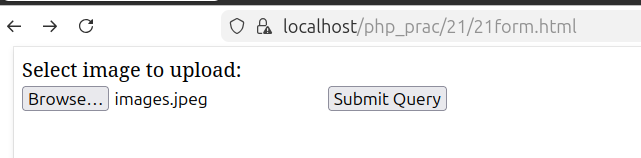 localhost/php_prac/21/21form.html
Select image to upload:
Browse... images.jpeg Submit Query